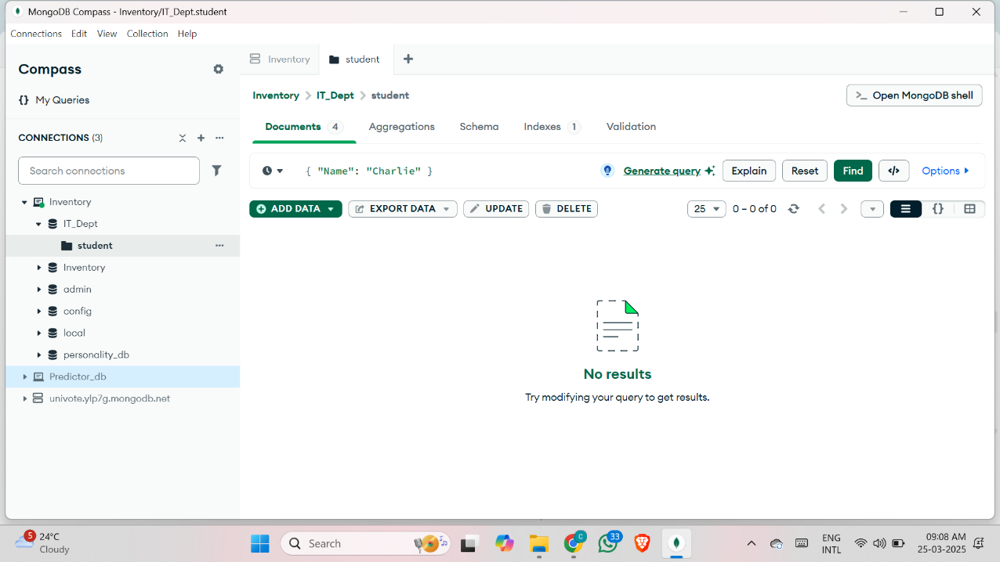 MongoDB Compass - Inventory/IT_Dept.student
Connections Edit View Collection Help
Compass
{} My Queries
CONNECTIONS (3)
Search connections
Inventory
IT_Dept
student
Inventory
admin
config
local
personality_db
Predictor_db
univote.ylp7g.mongodb.net
Inventory student
Inventory > IT_Dept > student
>_ Open MongoDB shell
Documents 4 Aggregations Schema Indexes 1 Validation
{ "Name": "Charlie" }
Generate query Explain Reset Find </> Options
ADD DATA EXPORT DATA UPDATE DELETE 25 0 – 0 of 0 {}
No results
Try modifying your query to get results.
5 24°C
Cloudy
Search
C
33
ENG
INTL
09:08 AM
25-03-2025